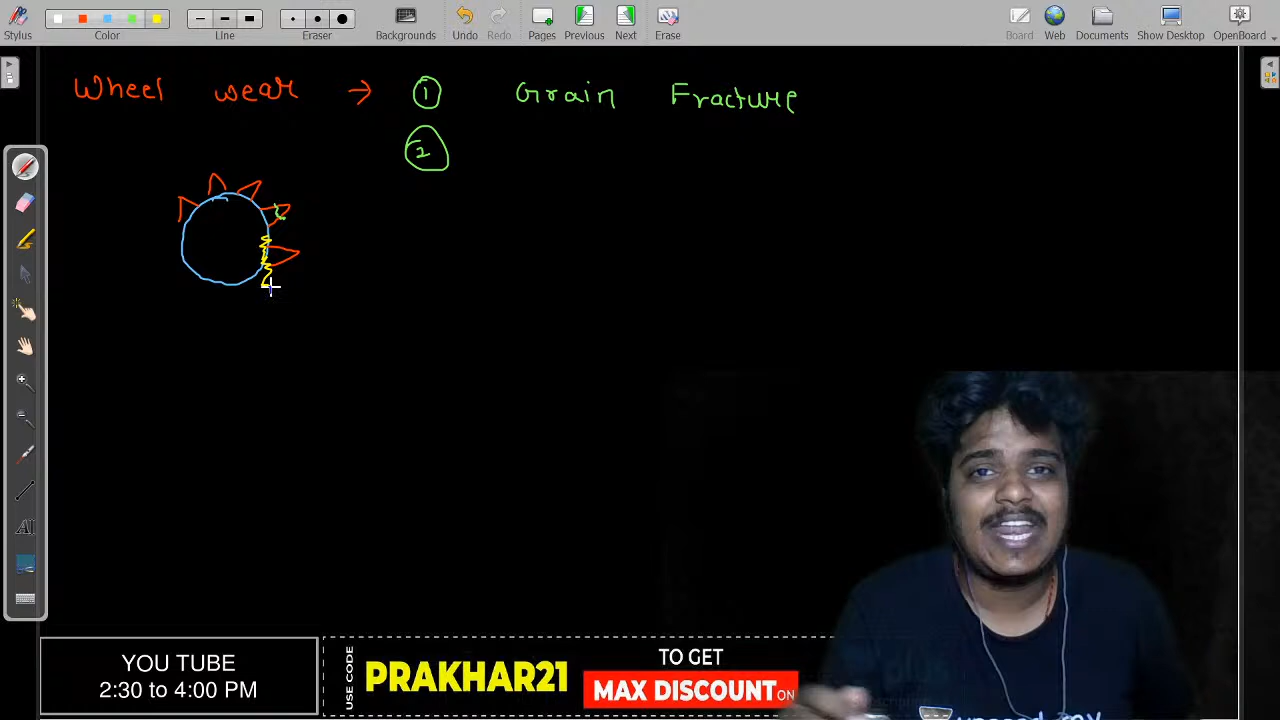 Stylus Color Line Eraser Backgrounds Undo Redo Pages Previous Next Erase Board Web Documents Show Desktop OpenBoard
Wheel wear → ① Grain Fracture
②
YOU TUBE
2:30 to 4:00 PM
USE CODE
PRAKHAR21
TO GET
MAX DISCOUNT ON